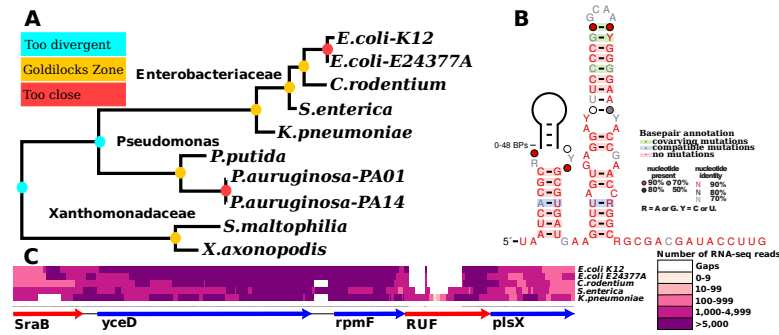 A
Too divergent
Goldilocks Zone
Too close
Enterobacteriaceae
Pseudomonas
Xanthomonadaceae
E.coli-K12
E.coli-E24377A
C.rodentium
S.enterica
K.pneumoniae
P.putida
P.auruginosa-PA01
P.auruginosa-PA14
S.maltophilia
X.axonopodis
B
0-48 BPs
5′
U A
G A A
R G C G A C G A U A C C U U G
Basepair annotation
covarying mutations
compatible mutations
no mutations
nucleotide present
90% 70%
80% 50%
nucleotide identity
N 90%
N 80%
N 70%
R = A or G. Y = C or U.
C
E.coli K12
E.coli E24377A
C.rodentium
S.enterica
K.pneumoniae
SraB
yceD
rpmF
RUF
plsX
Number of RNA-seq reads
Gaps
0-9
10-99
100-999
1,000-4,999
>5,000